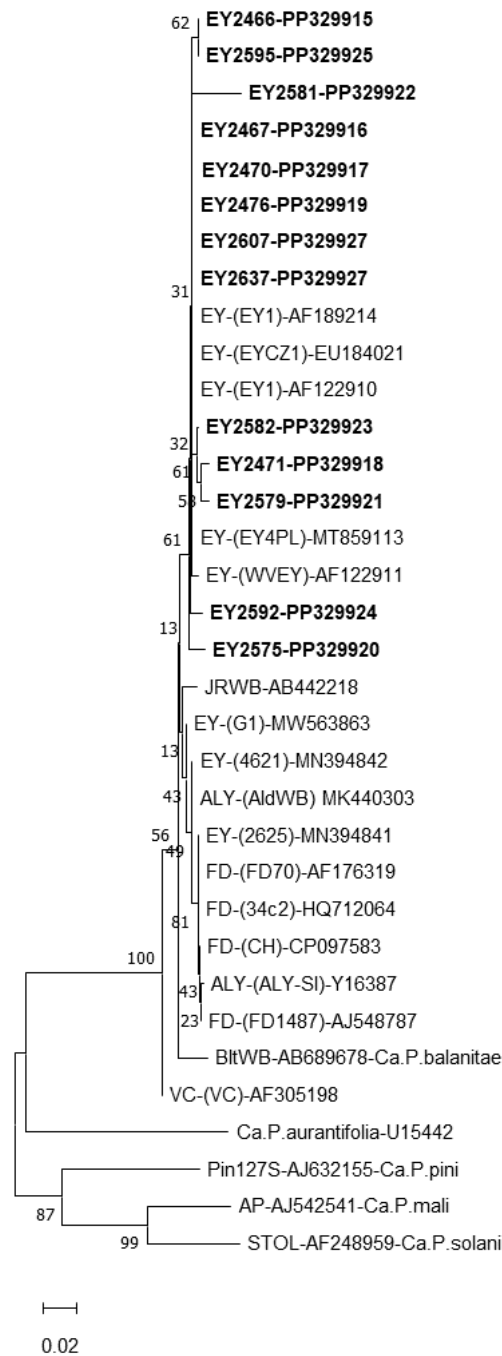 62
EY2466-PP329915
EY2595-PP329925
EY2581-PP329922
EY2467-PP329916
EY2470-PP329917
EY2476-PP329919
EY2607-PP329927
EY2637-PP329927
31
EY-(EY1)-AF189214
EY-(EYCZ1)-EU184021
EY-(EY1)-AF122910
EY2582-PP329923
32
EY2471-PP329918
61
EY2579-PP329921
EY-(EY4PL)-MT859113
61
EY-(WVEY)-AF122911
EY2592-PP329924
13
EY2575-PP329920
JRWB-AB442218
EY-(G1)-MW563863
13
EY-(4621)-MN394842
43
ALY-(AldWB) MK440303
56
EY-(2625)-MN394841
49
FD-(FD70)-AF176319
FD-(34c2)-HQ712064
81
FD-(CH)-CP097583
100
ALY-(ALY-SI)-Y16387
43
FD-(FD1487)-AJ548787
23
BltWB-AB689678-Ca.P.balanitae
VC-(VC)-AF305198
Ca.P.aurantifolia-U15442
Pin127S-AJ632155-Ca.P.pini
87
AP-AJ542541-Ca.P.mali
99
STOL-AF248959-Ca.P.solani
0.02